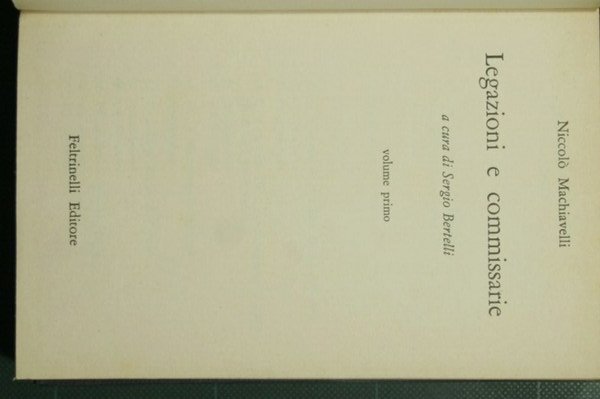 Niccolò Machiavelli
Legazioni e commissarie
a cura di Sergio Bertelli
volume primo
Feltrinelli Editore